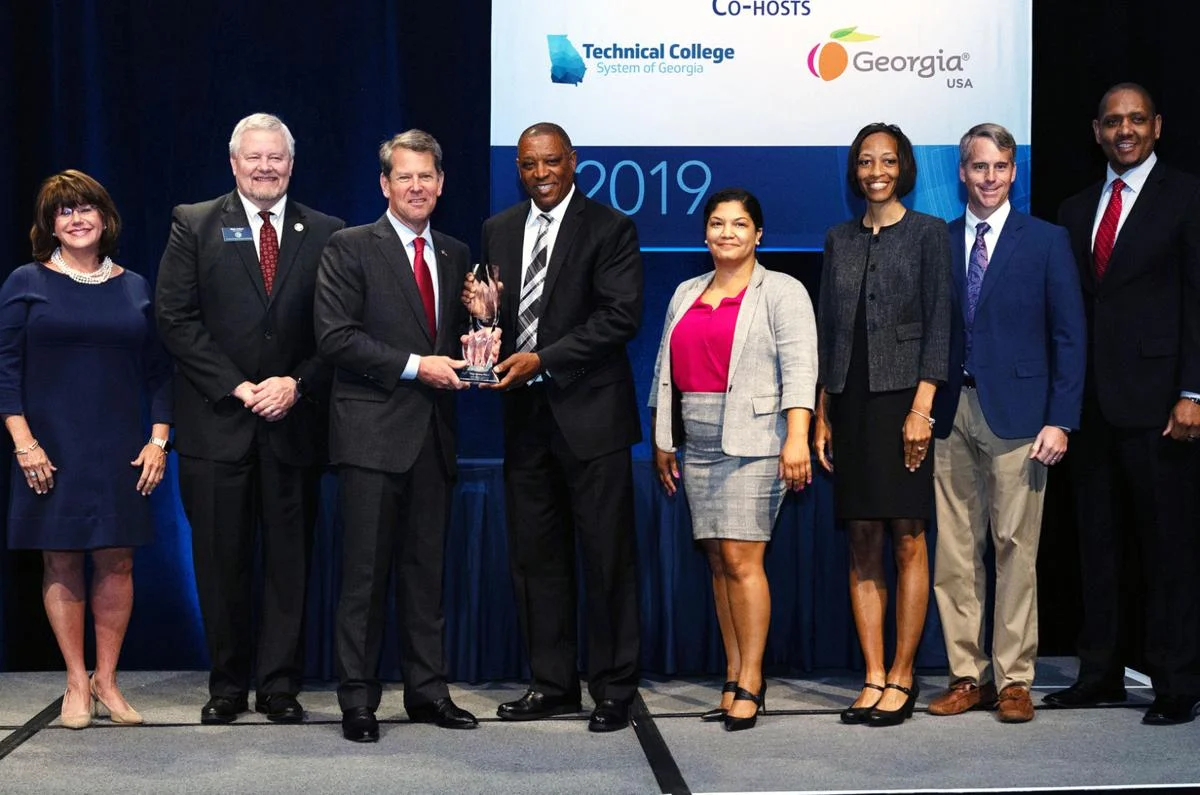 CO-HOSTS
Technical College
System of Georgia
Georgia®
USA
2019